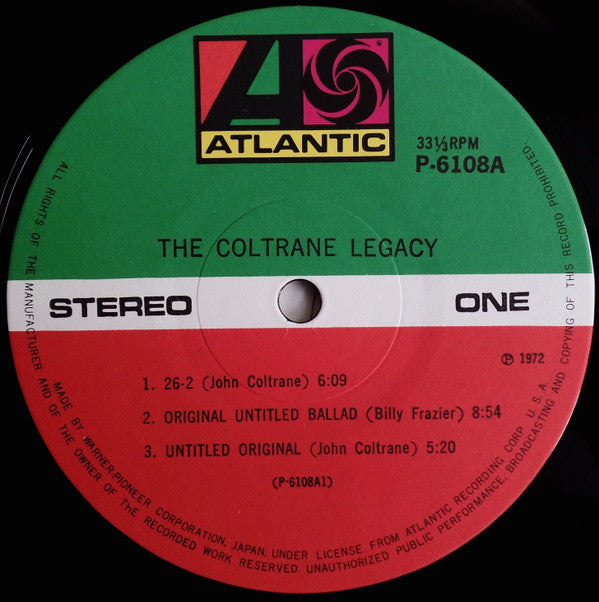 ATLANTIC
33⅓ RPM
P-6108A
THE COLTRANE LEGACY
STEREO
ONE
℗ 1972
1. 26-2 (John Coltrane) 6:09
2. ORIGINAL UNTITLED BALLAD (Billy Frazier) 8:54
3. UNTITLED ORIGINAL (John Coltrane) 5:20
(P-6108A1)
ALL RIGHTS OF THE MANUFACTURER AND OF THE OWNER OF THE RECORDED WORK RESERVED. UNAUTHORIZED PUBLIC PERFORMANCE, BROADCASTING AND COPYING OF THIS RECORD PROHIBITED.
MADE BY WARNER-PIONEER CORPORATION, JAPAN, UNDER LICENSE FROM ATLANTIC RECORDING CORP. U.S.A.